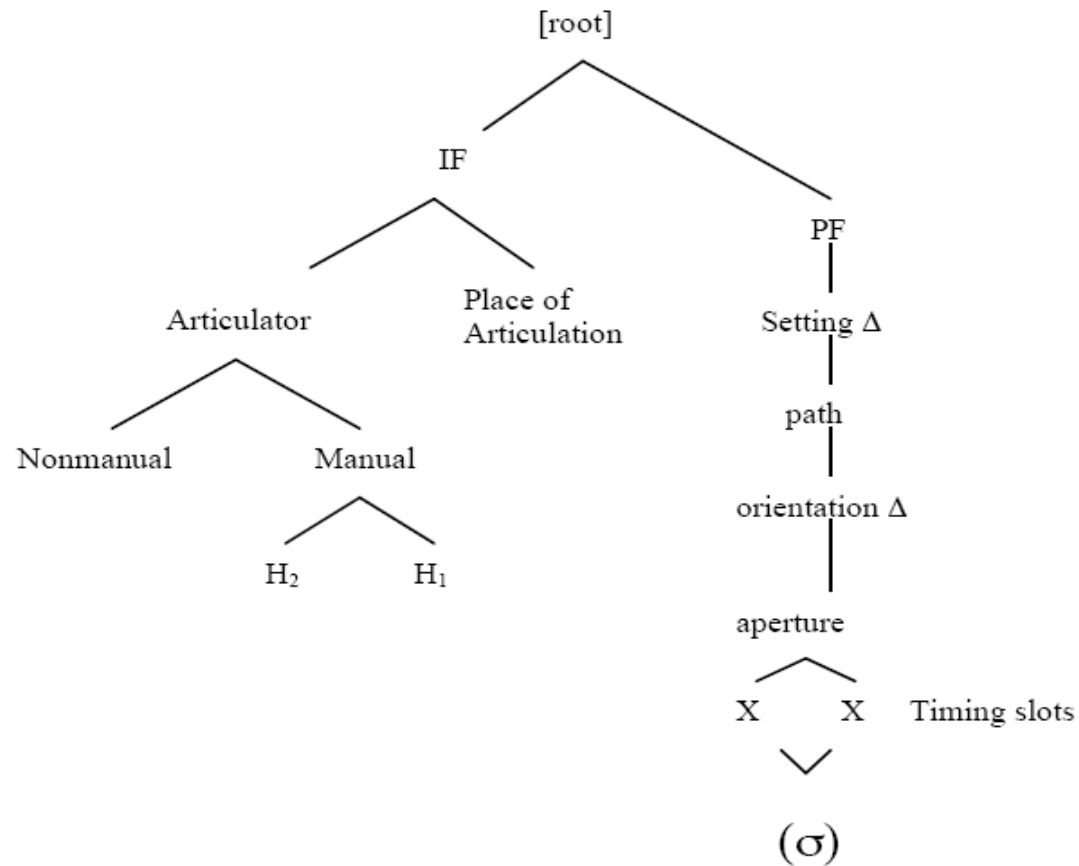 [root]
IF
PF
Articulator
Place of
Articulation
Setting Δ
path
Nonmanual
Manual
orientation Δ
H₂
H₁
aperture
X
X
Timing slots
(σ)